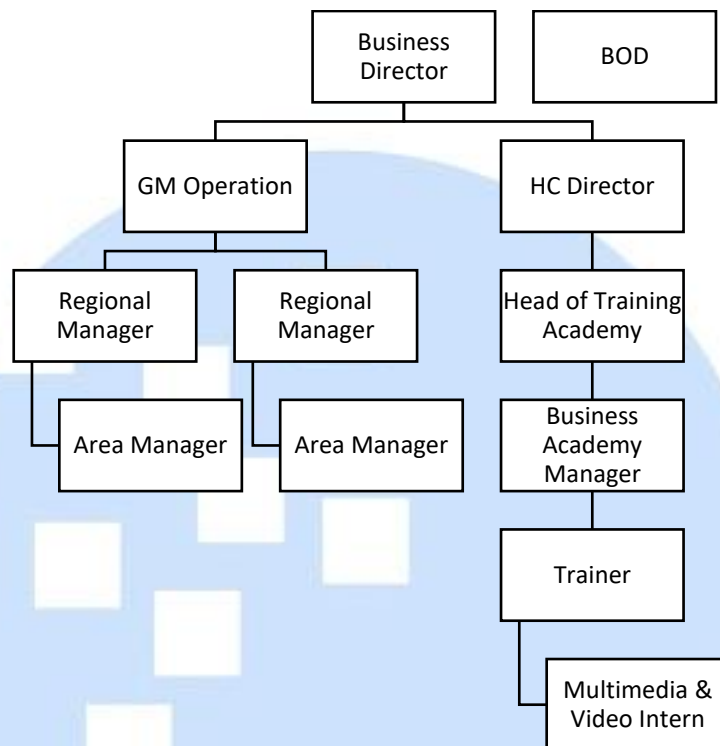 Business
Director
BOD
GM Operation
HC Director
Regional
Manager
Regional
Manager
Head of Training
Academy
Area Manager
Area Manager
Business
Academy
Manager
Trainer
Multimedia &
Video Intern